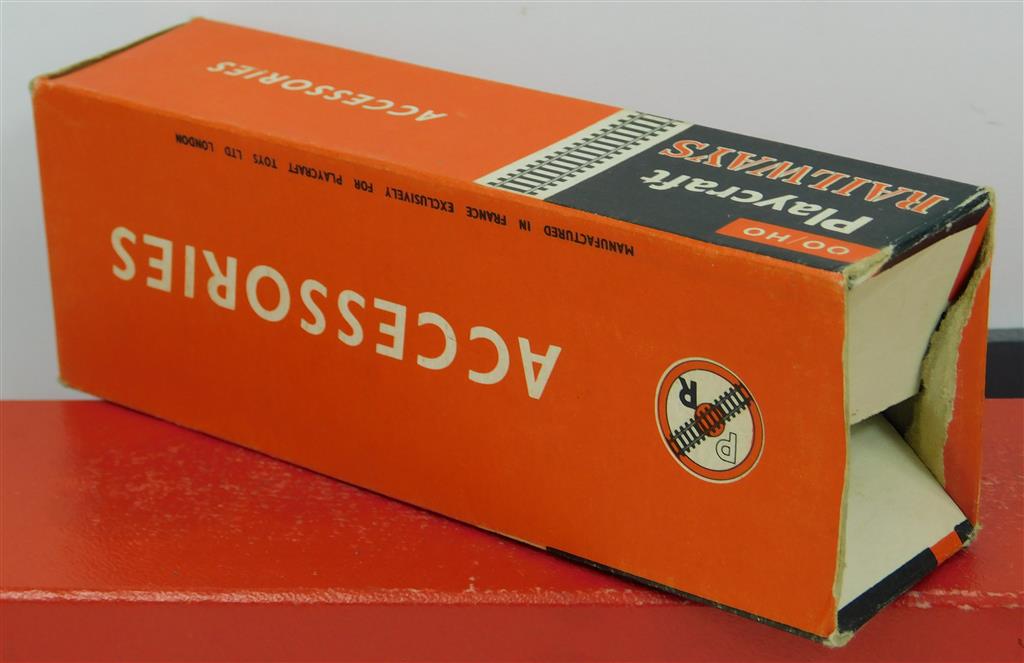 OO/HO
Playcraft
RAILWAYS
ACCESSORIES
P
R
ACCESSORIES
MANUFACTURED IN FRANCE EXCLUSIVELY FOR PLAYCRAFT TOYS LTD LONDON